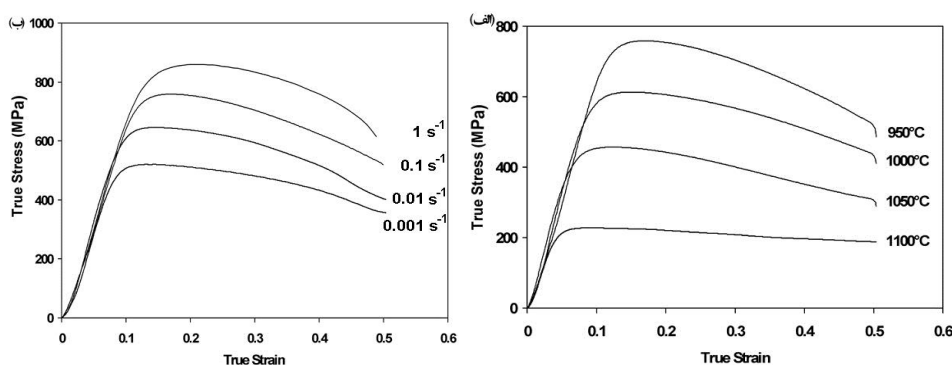 (ب)
1000
800
600
400
200
0
True Stress (MPa)
1 s⁻¹
0.1 s⁻¹
0.01 s⁻¹
0.001 s⁻¹
0 0.1 0.2 0.3 0.4 0.5 0.6
True Strain
(الف)
800
600
400
200
0
True Stress (MPa)
950°C
1000°C
1050°C
1100°C
0 0.1 0.2 0.3 0.4 0.5 0.6
True Strain